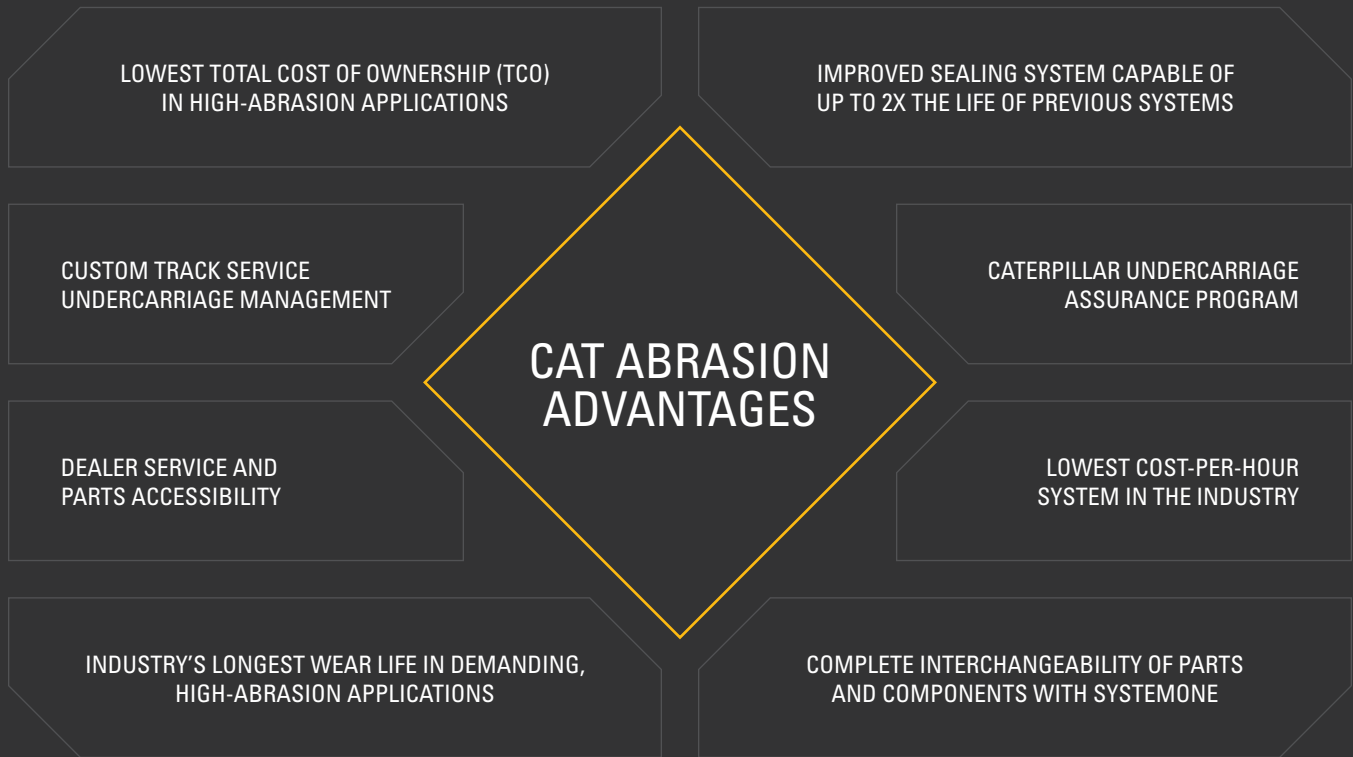 LOWEST TOTAL COST OF OWNERSHIP (TCO)
IN HIGH-ABRASION APPLICATIONS
IMPROVED SEALING SYSTEM CAPABLE OF
UP TO 2X THE LIFE OF PREVIOUS SYSTEMS
CUSTOM TRACK SERVICE
UNDERCARRIAGE MANAGEMENT
CATERPILLAR UNDERCARRIAGE
ASSURANCE PROGRAM
CAT ABRASION
ADVANTAGES
DEALER SERVICE AND
PARTS ACCESSIBILITY
LOWEST COST-PER-HOUR
SYSTEM IN THE INDUSTRY
INDUSTRY'S LONGEST WEAR LIFE IN DEMANDING,
HIGH-ABRASION APPLICATIONS
COMPLETE INTERCHANGEABILITY OF PARTS
AND COMPONENTS WITH SYSTEMONE